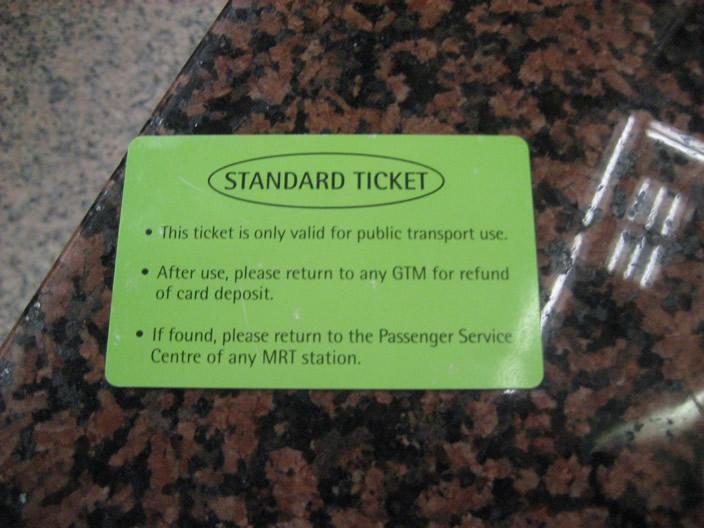 STANDARD TICKET
• This ticket is only valid for public transport use.
• After use, please return to any GTM for refund
of card deposit.
• If found, please return to the Passenger Service
Centre of any MRT station.